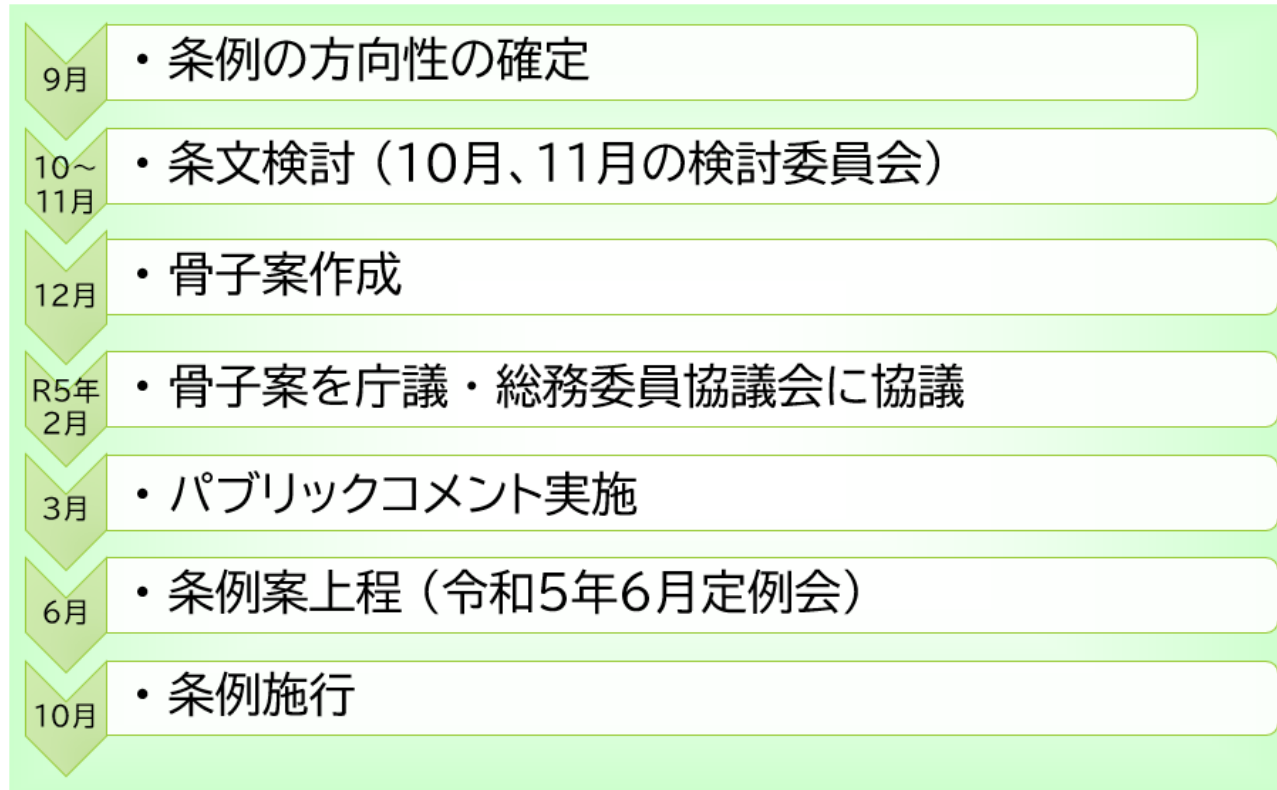 9月
・条例の方向性の確定
10～
11月
・条文検討（10月、11月の検討委員会）
12月
・骨子案作成
R5年
2月
・骨子案を庁議・総務委員協議会に協議
3月
・パブリックコメント実施
6月
・条例案上程（令和5年6月定例会）
10月
・条例施行